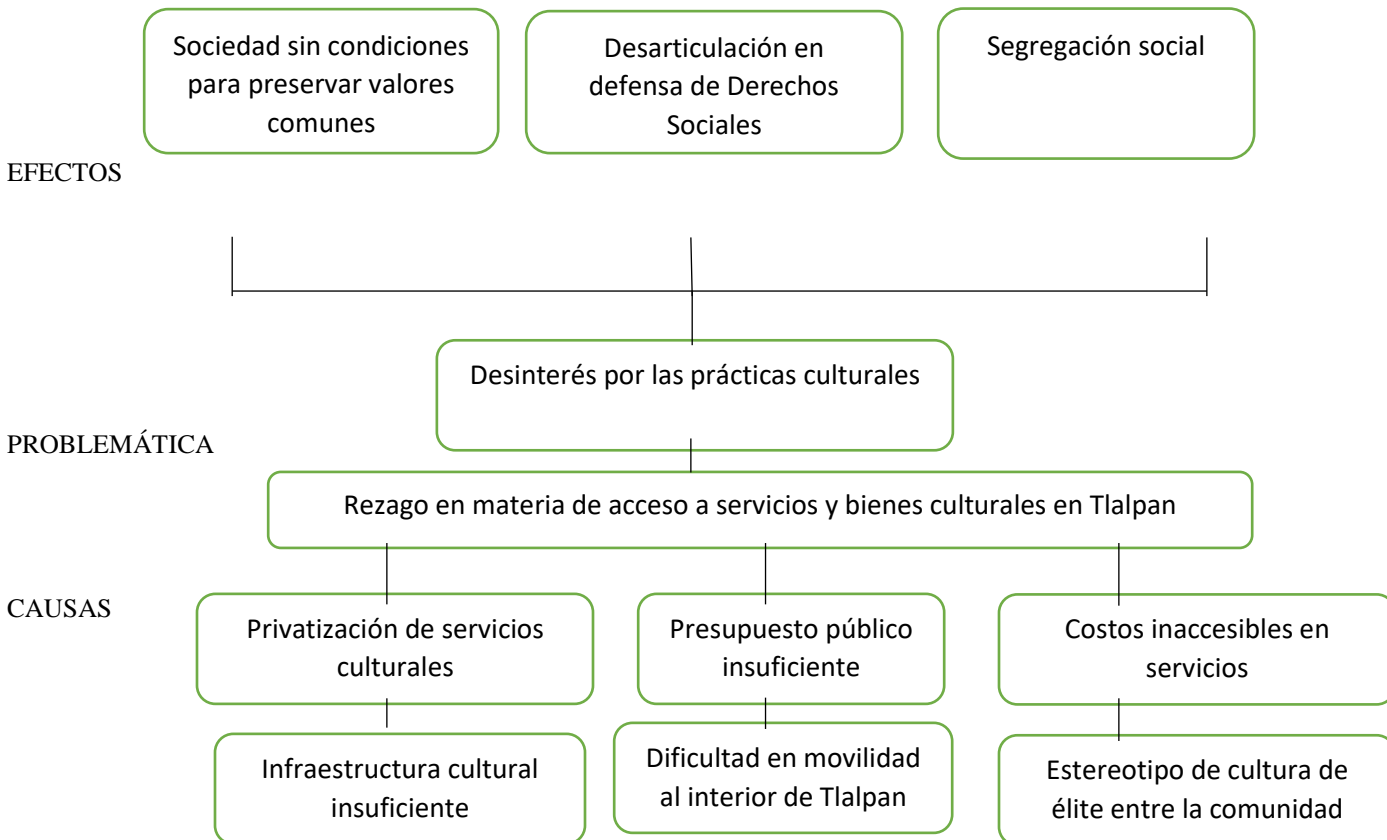 Sociedad sin condiciones
para preservar valores
comunes
Desarticulación en
defensa de Derechos
Sociales
Segregación social
EFECTOS
Desinterés por las prácticas culturales
PROBLEMÁTICA
Rezago en materia de acceso a servicios y bienes culturales en Tlalpan
CAUSAS
Privatización de servicios
culturales
Presupuesto público
insuficiente
Costos inaccesibles en
servicios
Infraestructura cultural
insuficiente
Dificultad en movilidad
al interior de Tlalpan
Estereotipo de cultura de
élite entre la comunidad